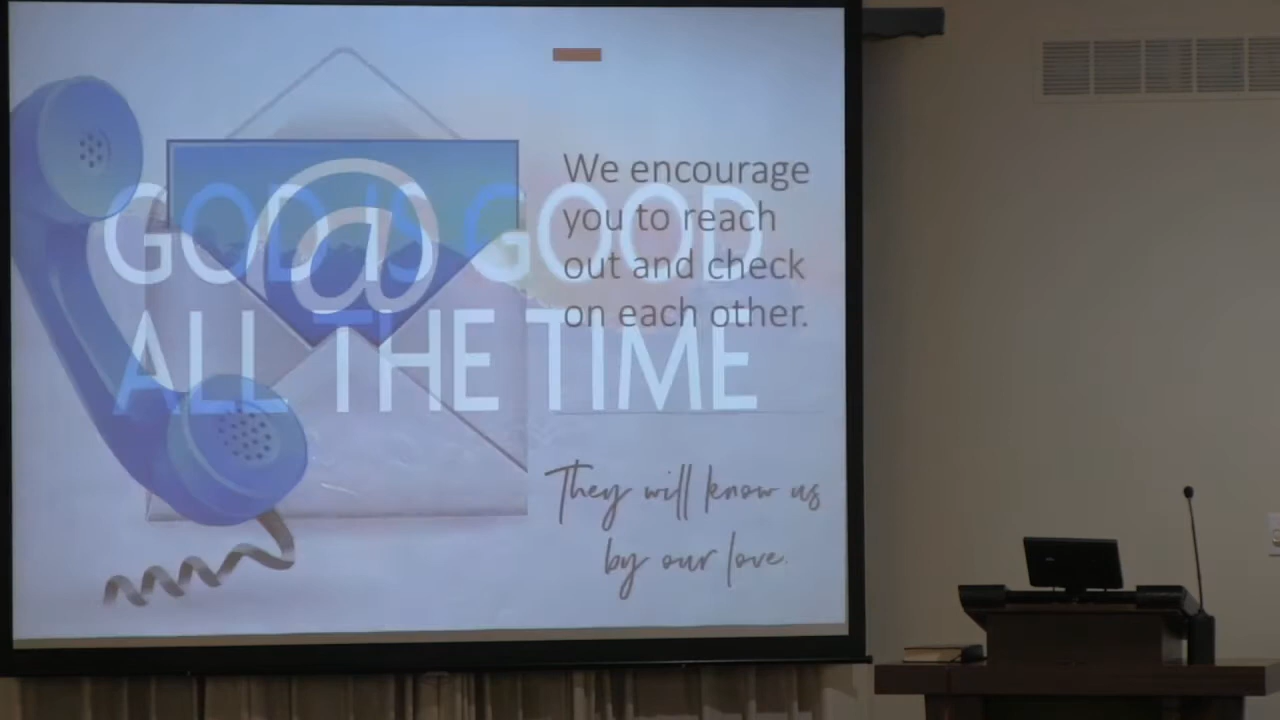 GOD IS GOOD
ALL THE TIME
@
We encourage
you to reach
out and check
on each other.
They will know us
by our love.